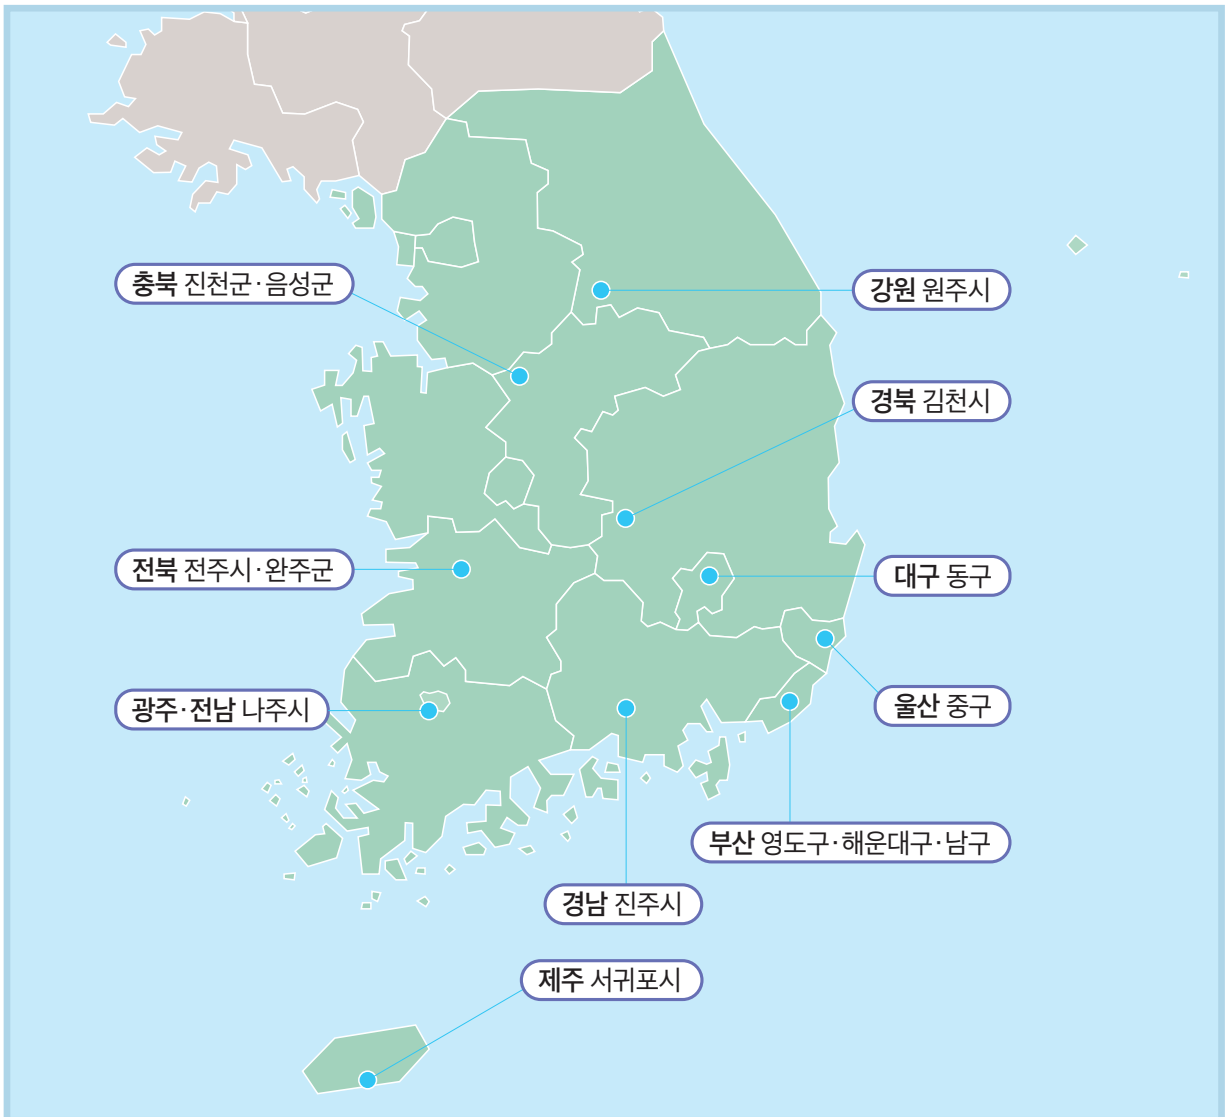 충북 진천군·음성군
강원 원주시
경북 김천시
전북 전주시·완주군
대구 동구
광주·전남 나주시
울산 중구
부산 영도구·해운대구·남구
경남 진주시
제주 서귀포시